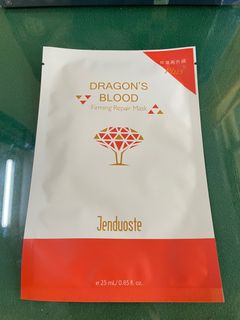 DRAGON'S
BLOOD
Firming Repair Mask
Jenduoste
e 25 mL/ 0.85 fl. oz.